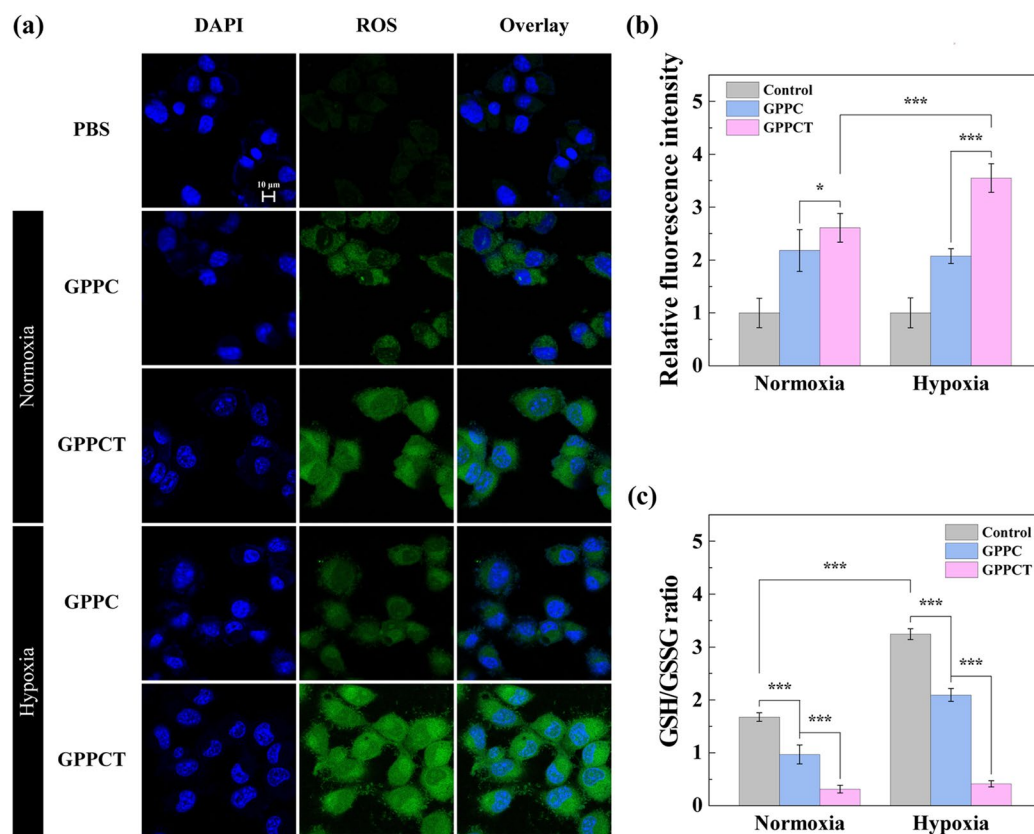 (a)
DAPI
ROS
Overlay
PBS
10 μm
Normoxia
GPPC
GPPCT
Hypoxia
GPPC
GPPCT
(b)
Relative fluorescence intensity
5
4
3
2
1
0
Control
GPPC
GPPCT
***
***
*
Normoxia
Hypoxia
(c)
GSH/GSSG ratio
5
4
3
2
1
0
Control
GPPC
GPPCT
***
***
***
***
***
Normoxia
Hypoxia